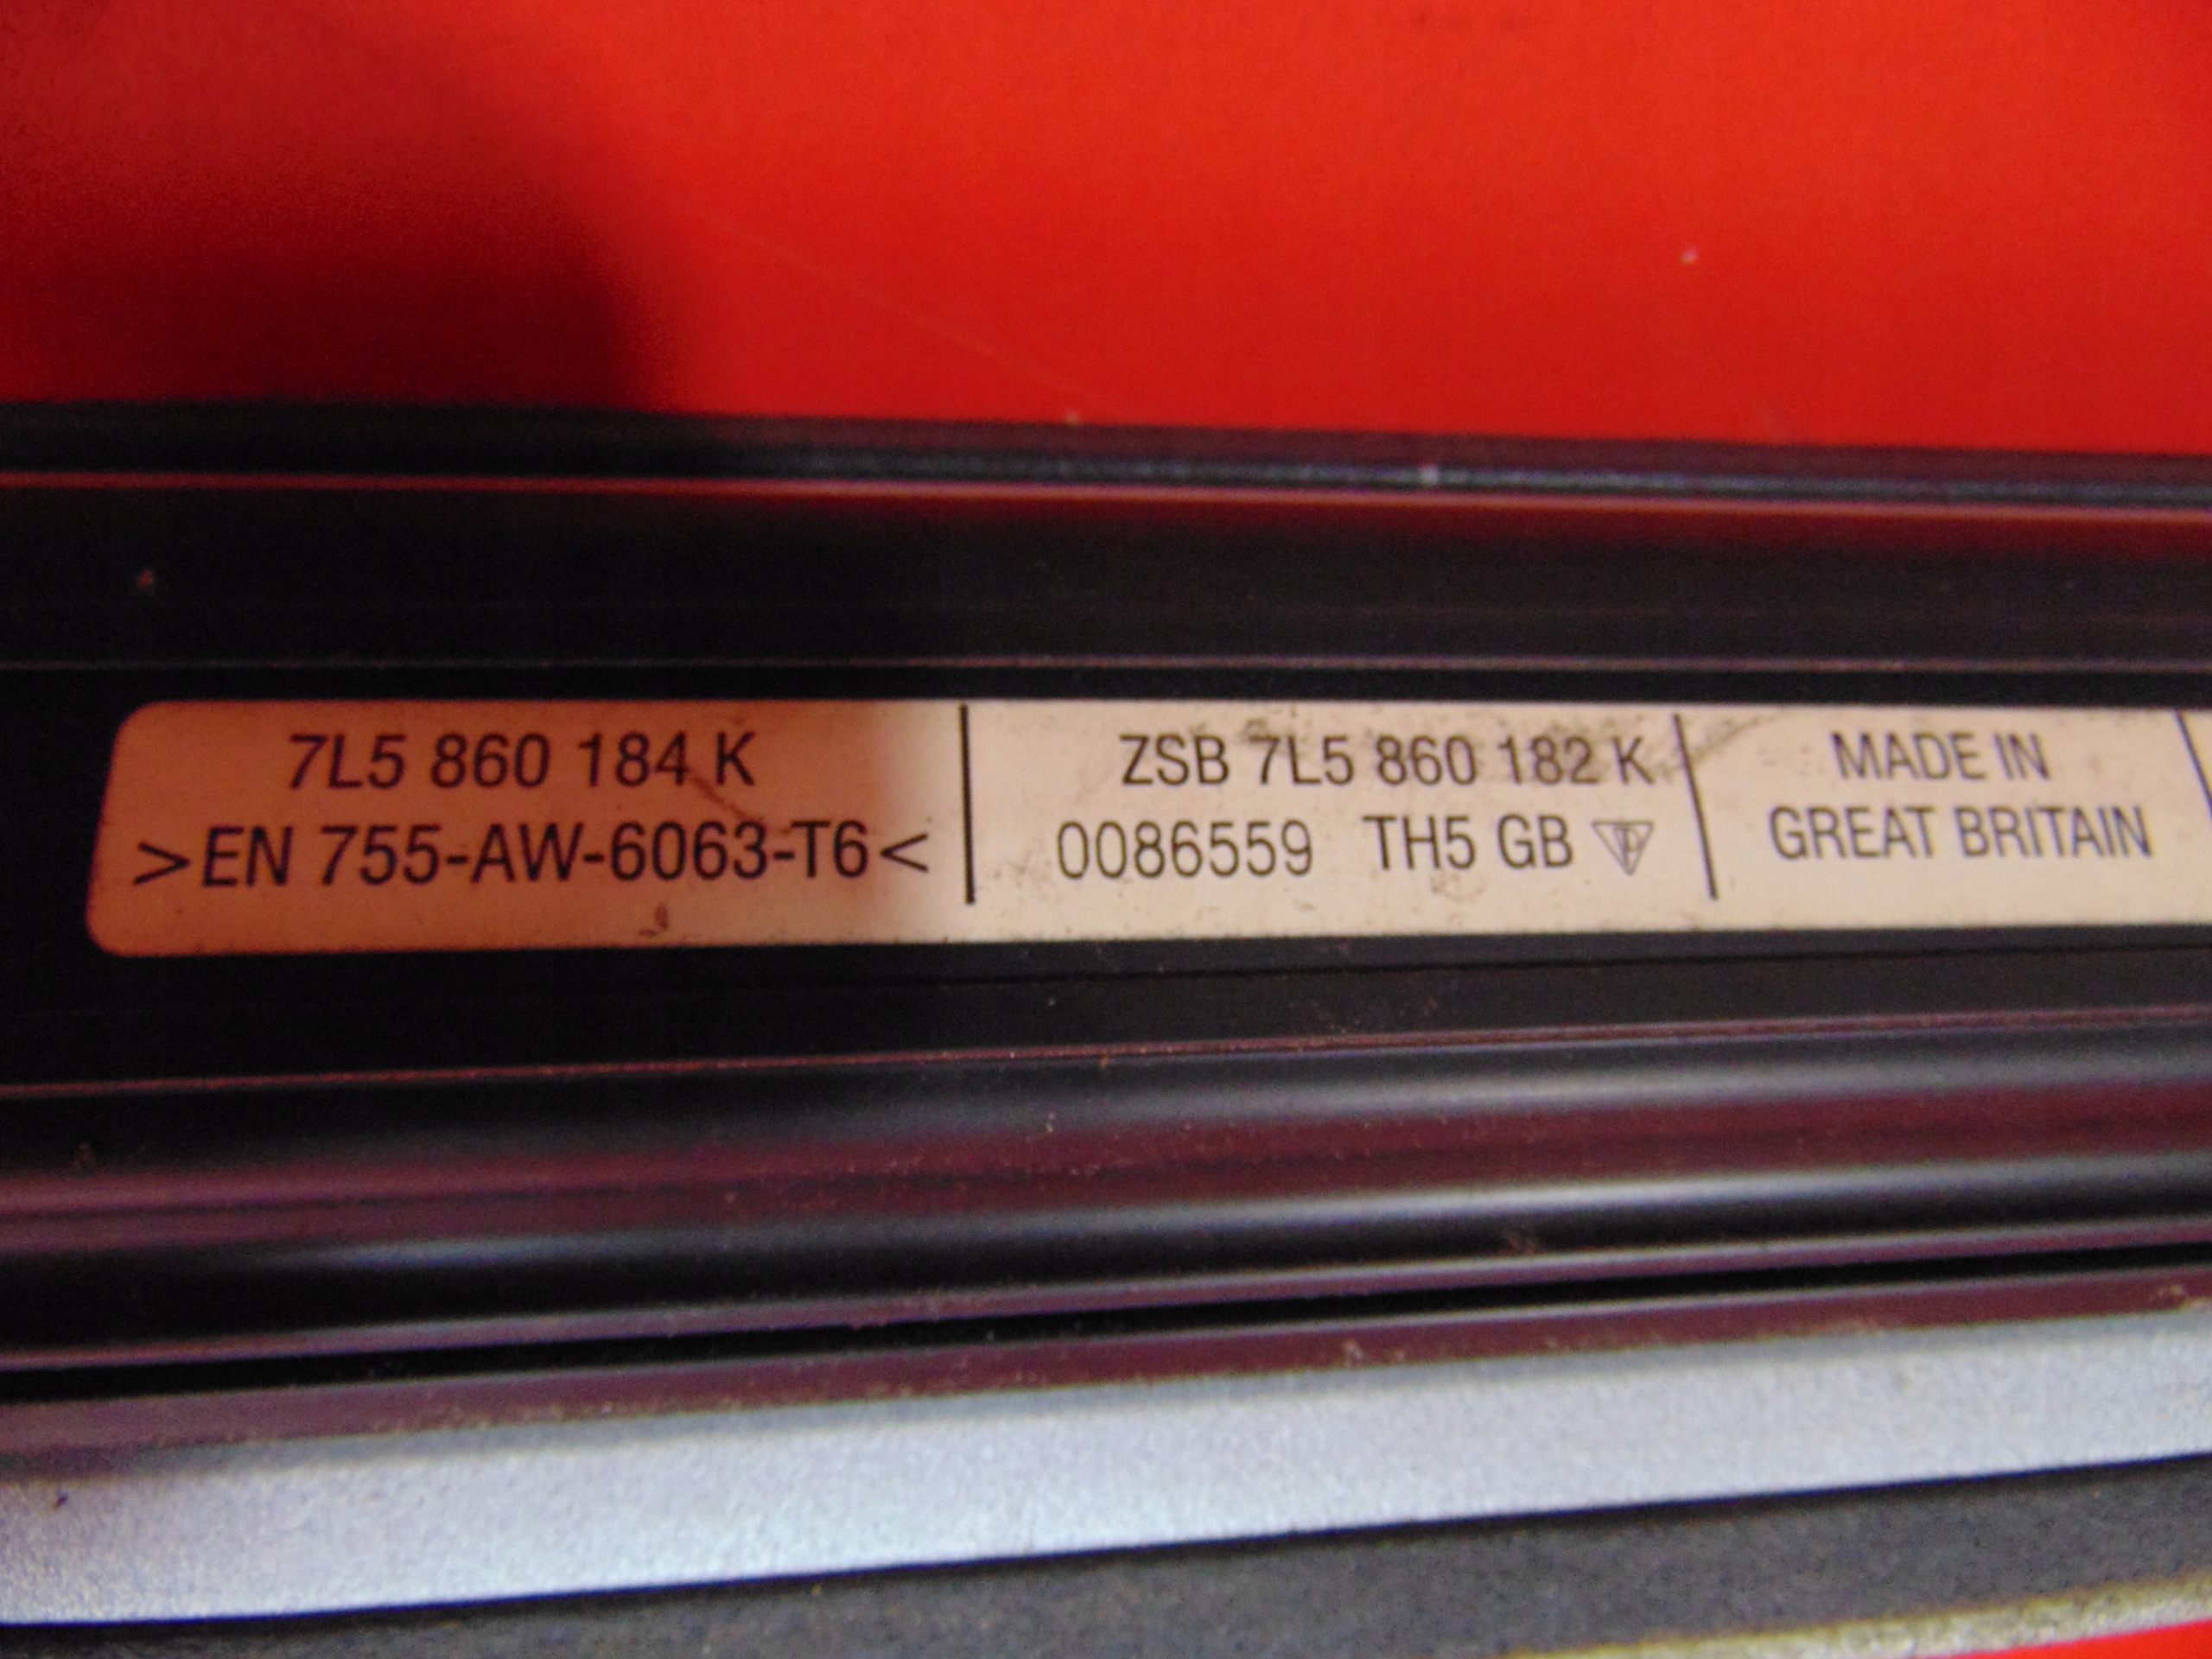 7L5 860 184 K
>EN 755-AW-6063-T6<
ZSB 7L5 860 182 K
0086559 TH5 GB
MADE IN
GREAT BRITAIN